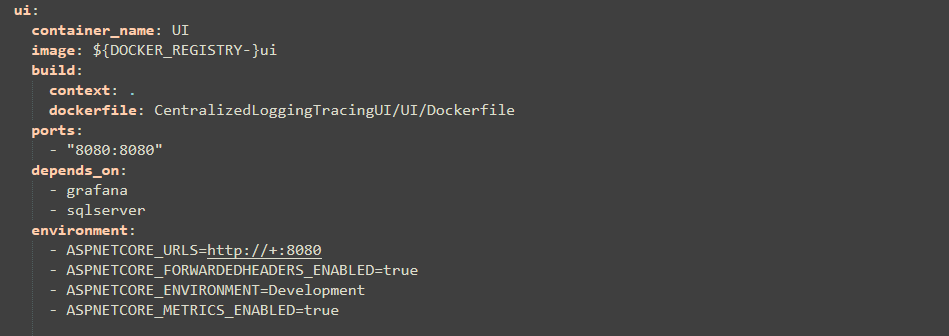 ui:
container_name: UI
image: ${DOCKER_REGISTRY-}ui
build:
context: .
dockerfile: CentralizedLoggingTracingUI/UI/Dockerfile
ports:
- "8080:8080"
depends_on:
- grafana
- sqlserver
environment:
- ASPNETCORE_URLS=http://+:8080
- ASPNETCORE_FORWARDEDHEADERS_ENABLED=true
- ASPNETCORE_ENVIRONMENT=Development
- ASPNETCORE_METRICS_ENABLED=true